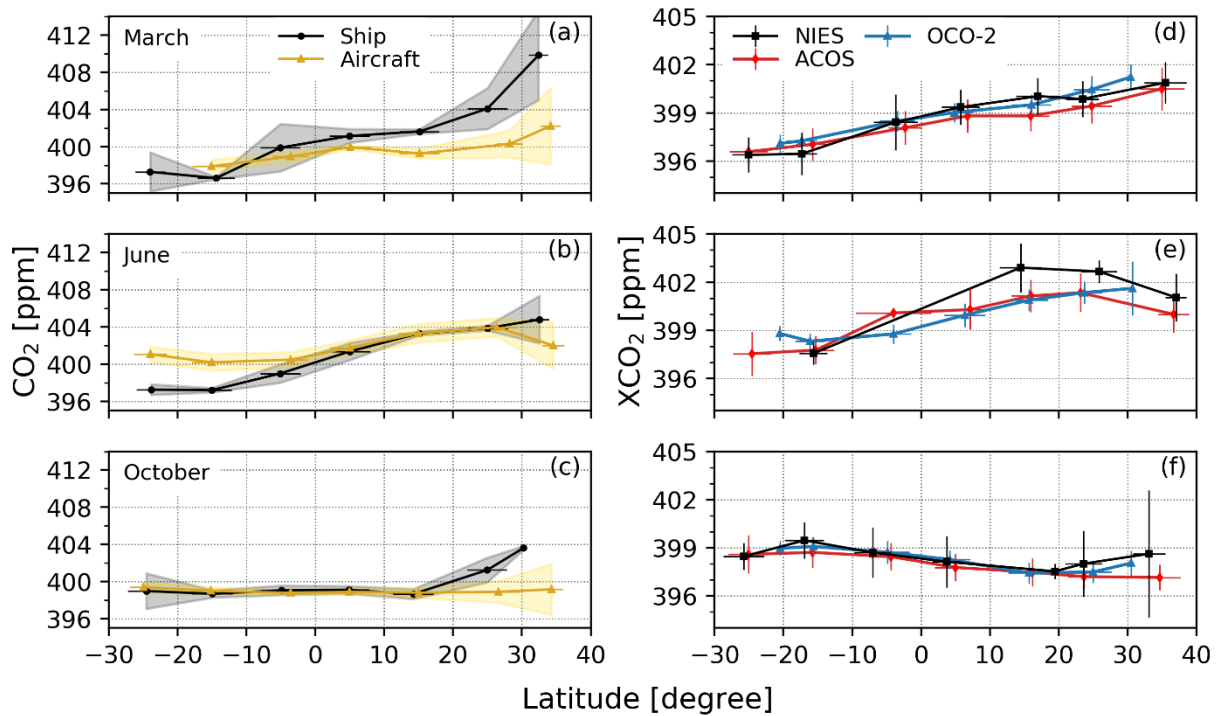 March
Ship
Aircraft
(a)
412
408
404
400
396
June
(b)
412
408
404
400
396
October
(c)
412
408
404
400
396
−30 −20 −10 0 10 20 30 40
CO₂ [ppm]
NIES
ACOS
OCO-2
(d)
405
402
399
396
(e)
405
402
399
396
(f)
405
402
399
396
−30 −20 −10 0 10 20 30 40
XCO₂ [ppm]
Latitude [degree]